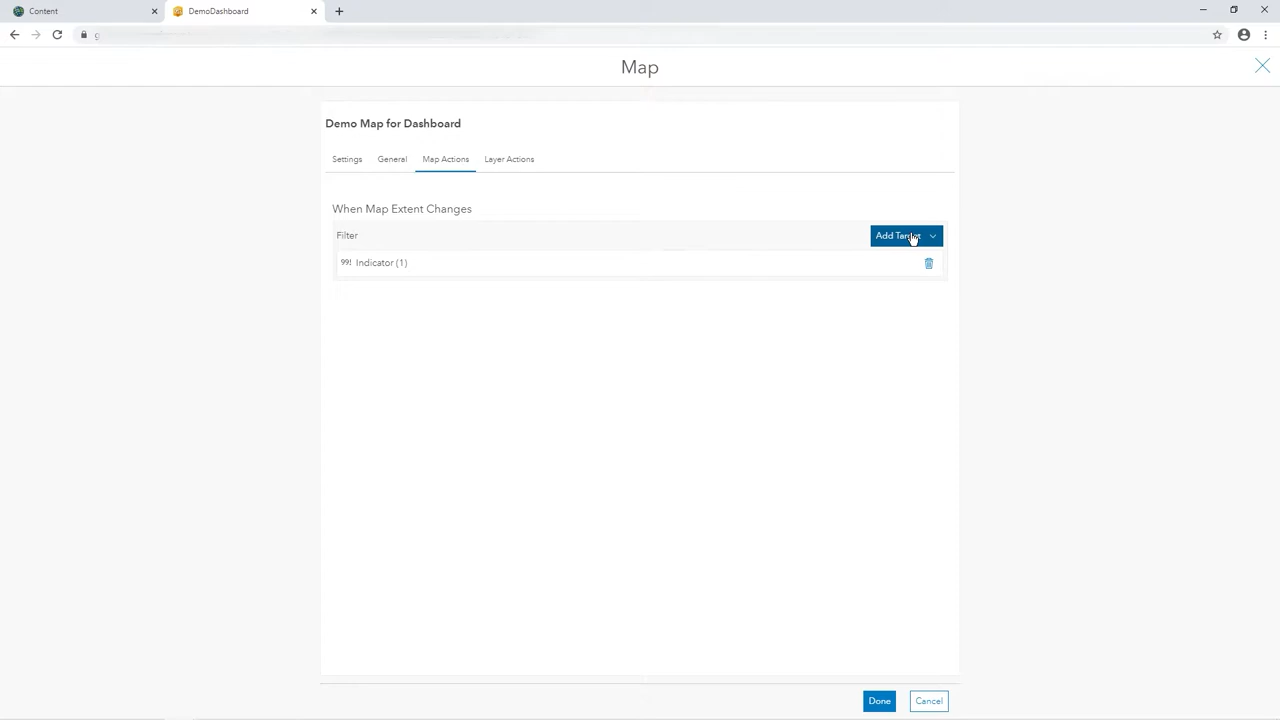 Content
DemoDashboard
Map
Demo Map for Dashboard
Settings General Map Actions Layer Actions
When Map Extent Changes
Filter
Add Target
99! Indicator (1)
Done Cancel